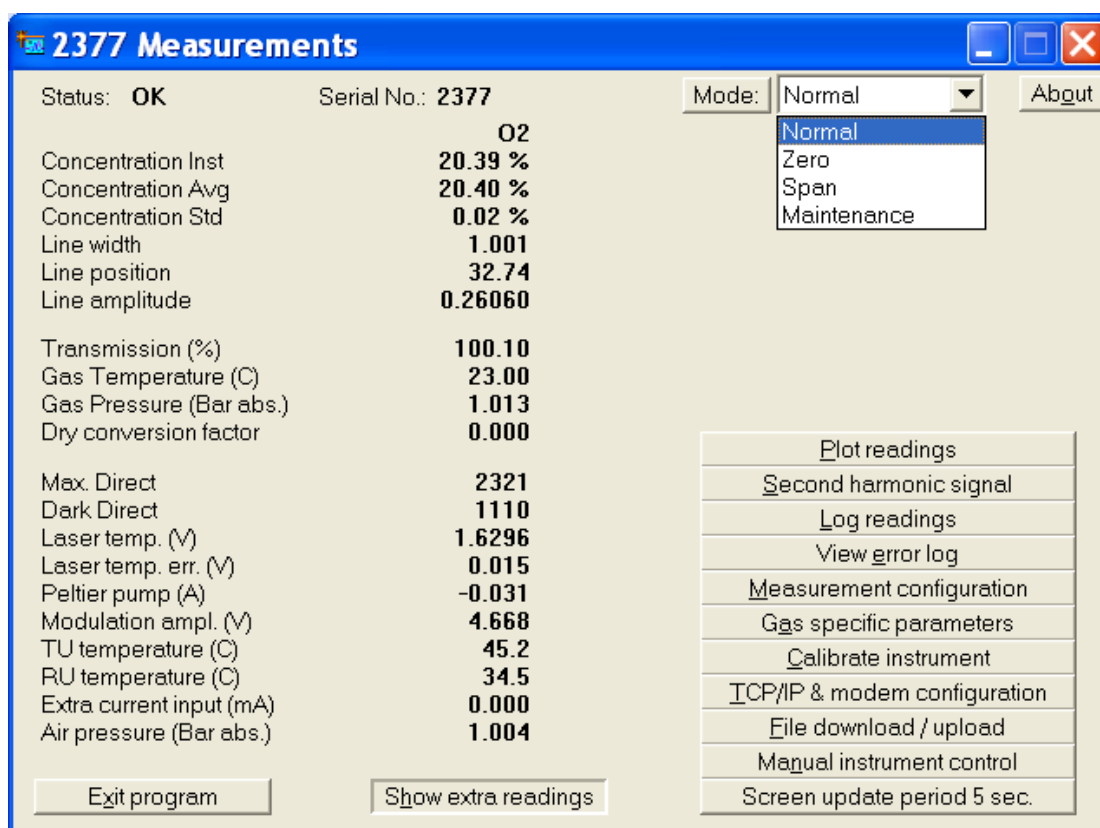 2377 Measurements
Status: OK Serial No.: 2377 Mode: Normal About
O2 Normal
Concentration Inst 20.39 % Zero
Concentration Avg 20.40 % Span
Concentration Std 0.02 % Maintenance
Line width 1.001
Line position 32.74
Line amplitude 0.26060
Transmission (%) 100.10
Gas Temperature (C) 23.00
Gas Pressure (Bar abs.) 1.013
Dry conversion factor 0.000
Plot readings
Max. Direct 2321 Second harmonic signal
Dark Direct 1110 Log readings
Laser temp. (V) 1.6296 View error log
Laser temp. err. (V) 0.015
Peltier pump (A) -0.031 Measurement configuration
Modulation ampl. (V) 4.668 Gas specific parameters
TU temperature (C) 45.2 Calibrate instrument
RU temperature (C) 34.5 TCP/IP & modem configuration
Extra current input (mA) 0.000
Air pressure (Bar abs.) 1.004 File download / upload
Manual instrument control
Exit program Show extra readings Screen update period 5 sec.